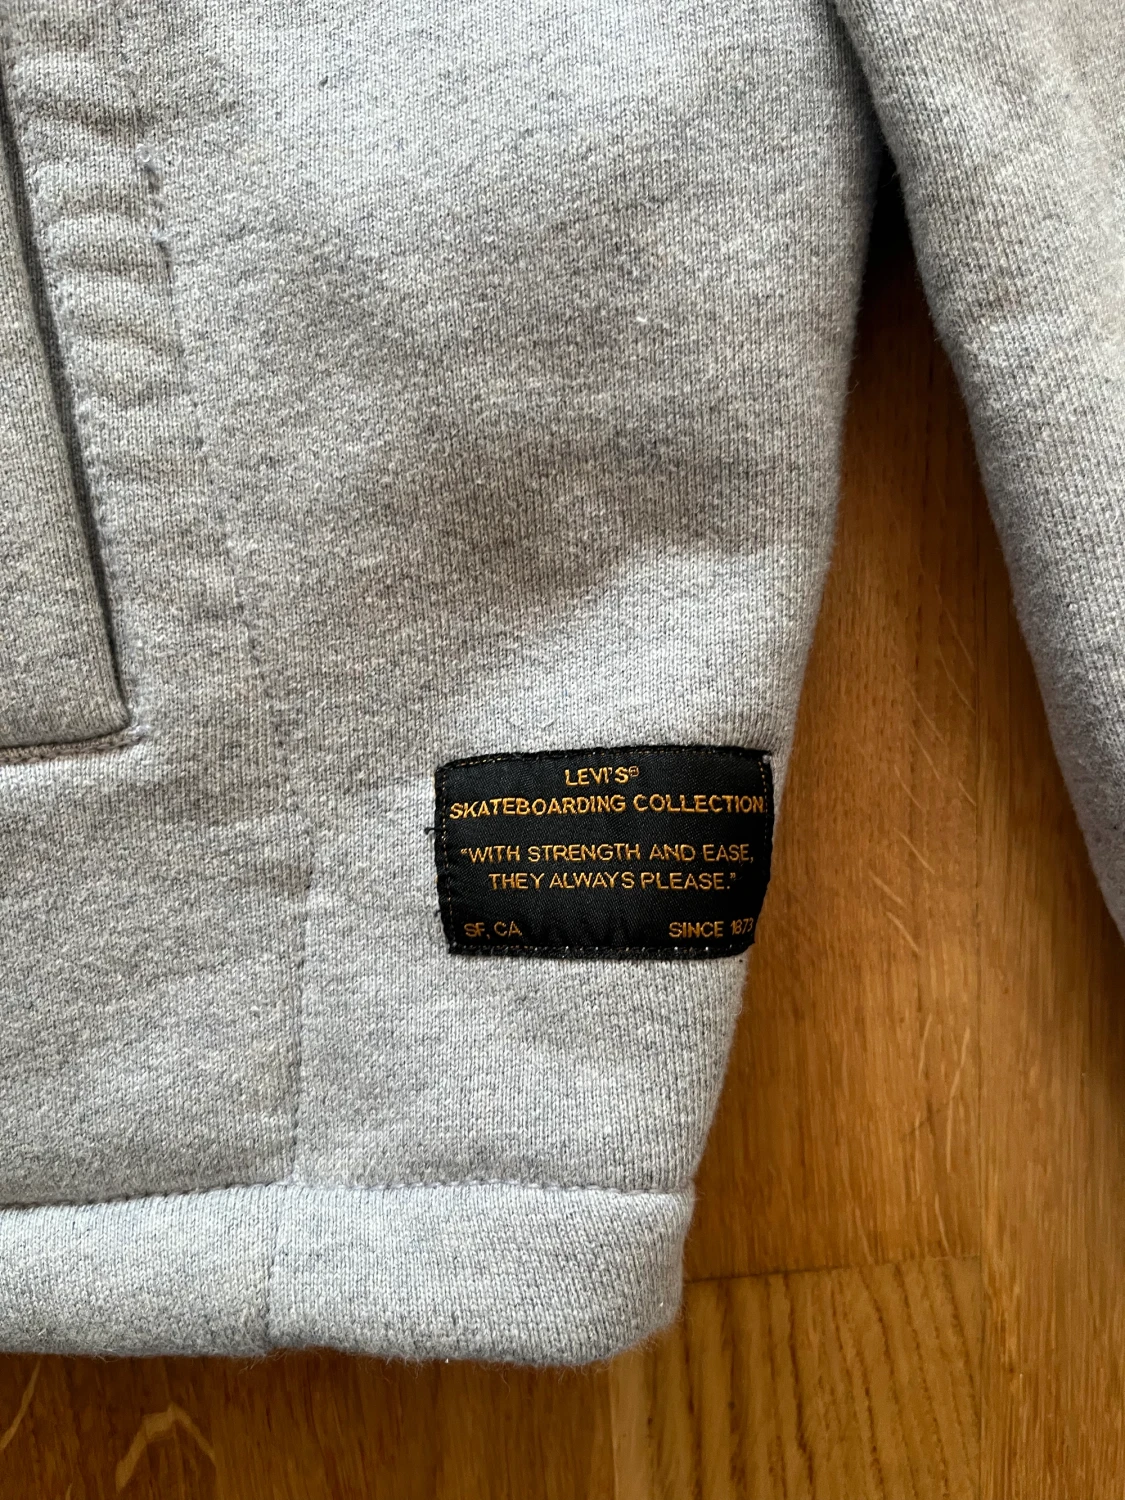 LEVI'S®
SKATEBOARDING COLLECTION
"WITH STRENGTH AND EASE,
THEY ALWAYS PLEASE."
SF, CA SINCE 1873